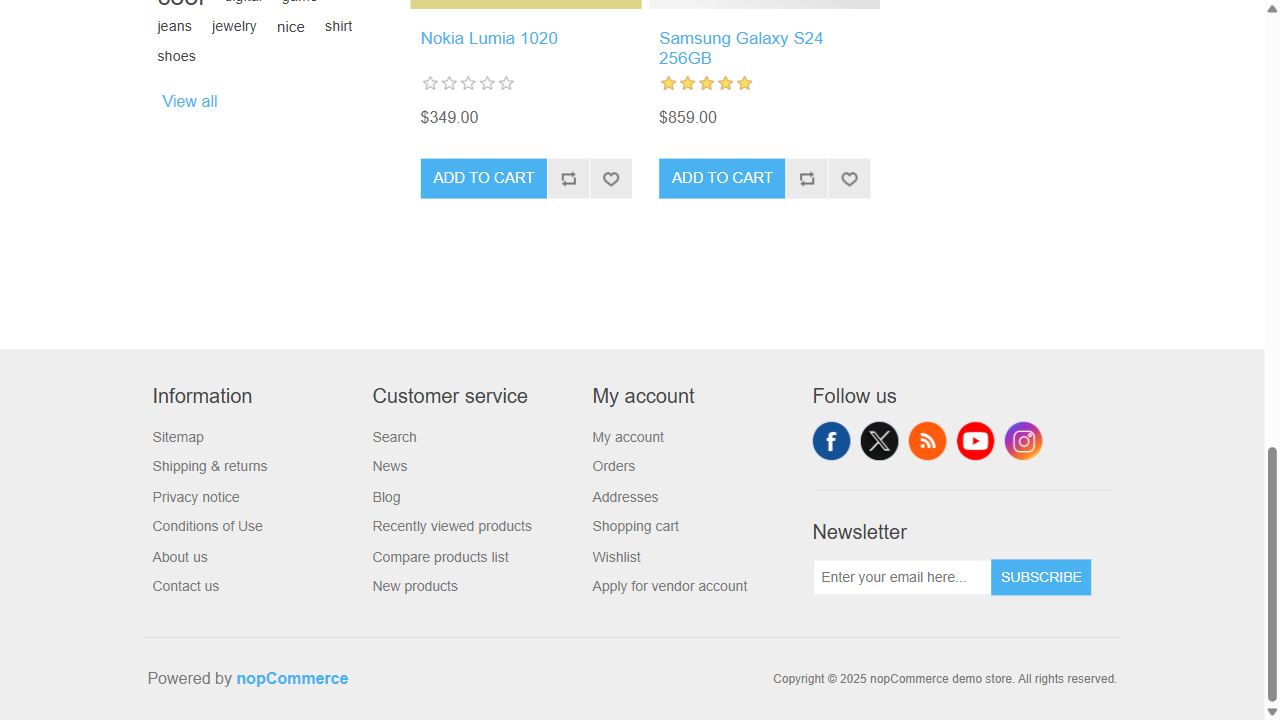 cool digital game
jeans jewelry nice shirt
shoes
View all
Nokia Lumia 1020
$349.00
ADD TO CART
Samsung Galaxy S24
256GB
$859.00
ADD TO CART
Information
Sitemap
Shipping & returns
Privacy notice
Conditions of Use
About us
Contact us
Customer service
Search
News
Blog
Recently viewed products
Compare products list
New products
My account
My account
Orders
Addresses
Shopping cart
Wishlist
Apply for vendor account
Follow us
Newsletter
Enter your email here...
SUBSCRIBE
Powered by nopCommerce
Copyright © 2025 nopCommerce demo store. All rights reserved.